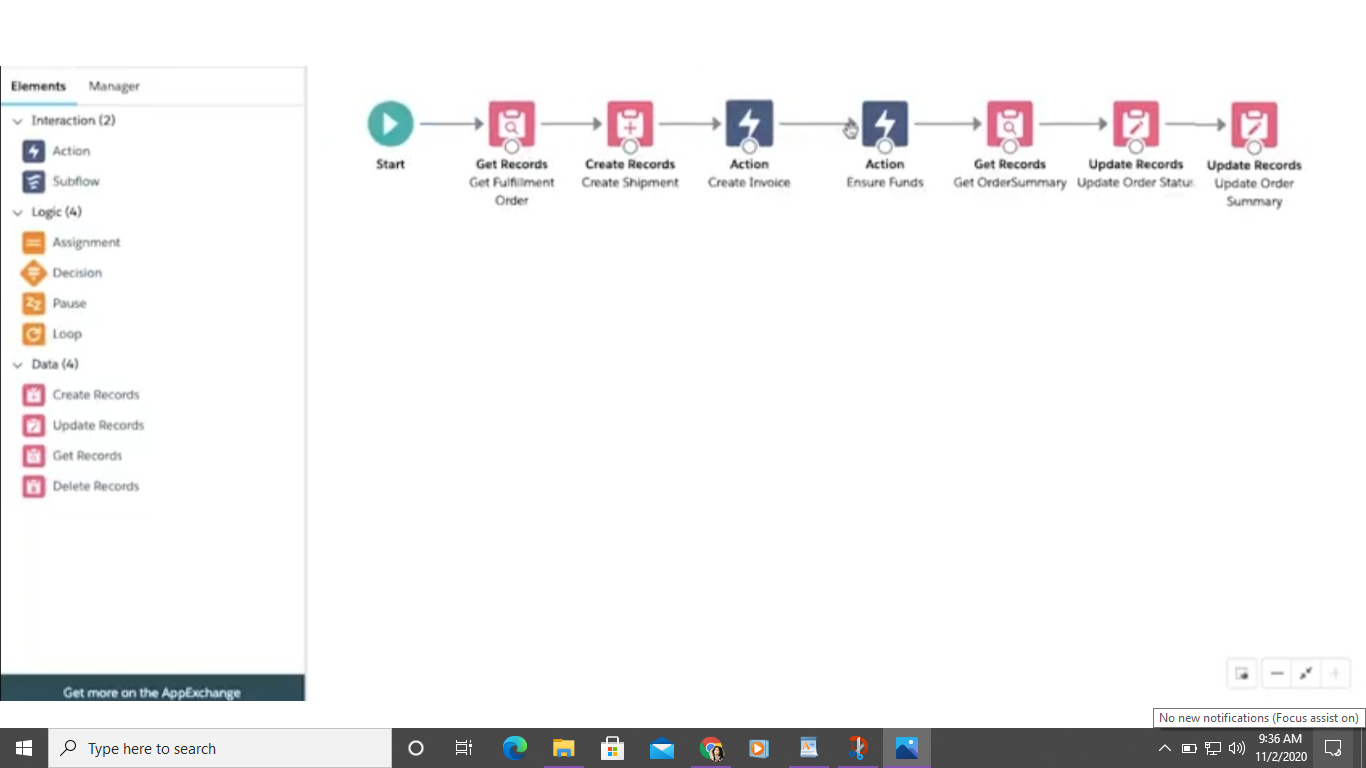 Elements Manager
Interaction (2)
Action
Subflow
Logic (4)
Assignment
Decision
Pause
Loop
Data (4)
Create Records
Update Records
Get Records
Delete Records
Get more on the AppExchange
Start
Get Records
Get Fulfillment
Order
Create Records
Create Shipment
Action
Create Invoice
Action
Ensure Funds
Get Records
Get OrderSummary
Update Records
Update Order Status
Update Records
Update Order
Summary
No new notifications (Focus assist on)
Type here to search
9:36 AM
11/2/2020